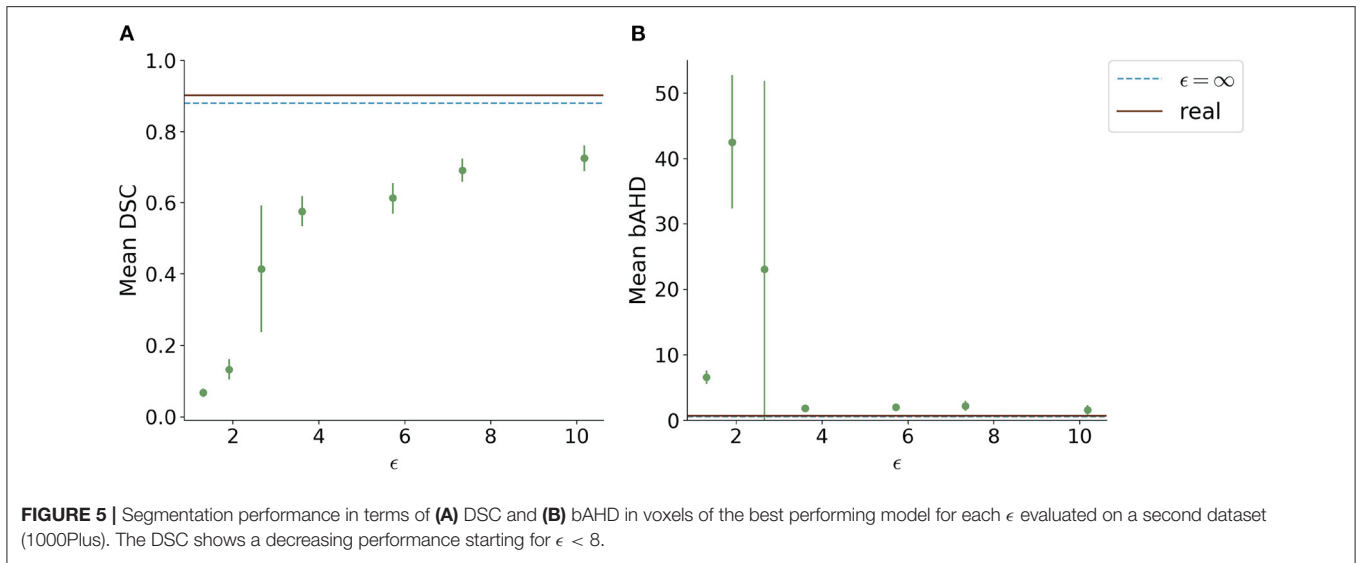 A
B
1.0
0.8
0.6
0.4
0.2
0.0
Mean DSC
2 4 6 8 10
ϵ
50
40
30
20
10
0
Mean bAHD
2 4 6 8 10
ϵ
ϵ = ∞
real
FIGURE 5 | Segmentation performance in terms of (A) DSC and (B) bAHD in voxels of the best performing model for each ϵ evaluated on a second dataset
(1000Plus). The DSC shows a decreasing performance starting for ϵ < 8.